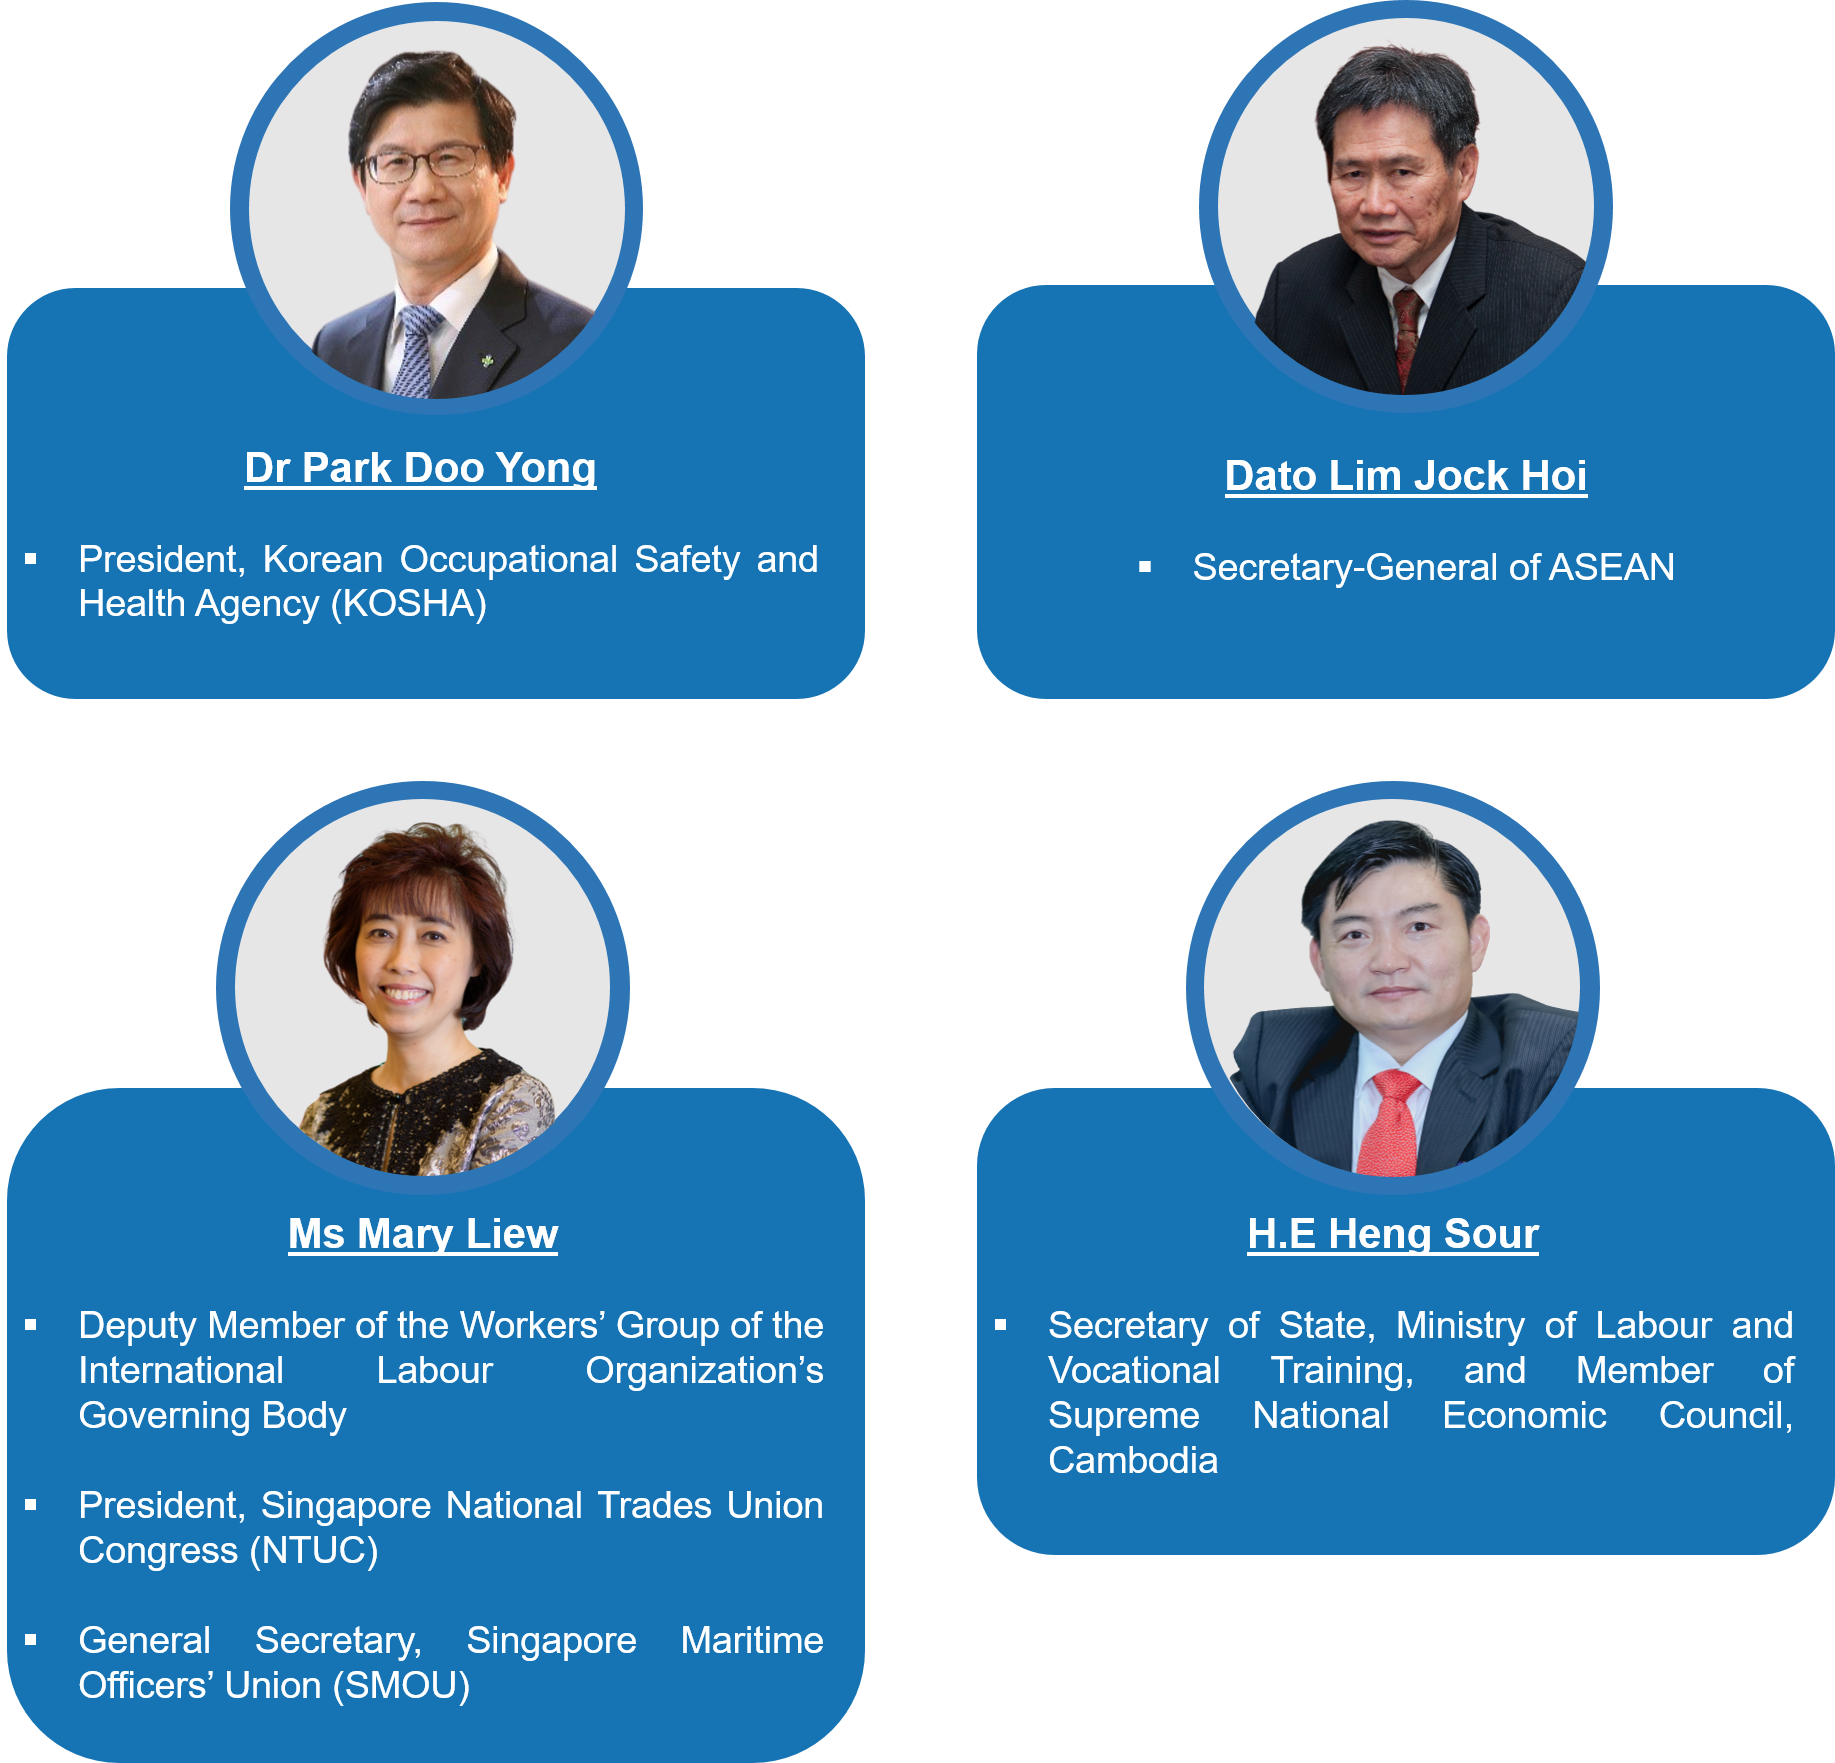 Dr Park Doo Yong
▪ President, Korean Occupational Safety and
Health Agency (KOSHA)
Dato Lim Jock Hoi
▪ Secretary-General of ASEAN
Ms Mary Liew
▪ Deputy Member of the Workers’ Group of the
International Labour Organization’s
Governing Body
▪ President, Singapore National Trades Union
Congress (NTUC)
▪ General Secretary, Singapore Maritime
Officers’ Union (SMOU)
H.E Heng Sour
▪ Secretary of State, Ministry of Labour and
Vocational Training, and Member of
Supreme National Economic Council,
Cambodia